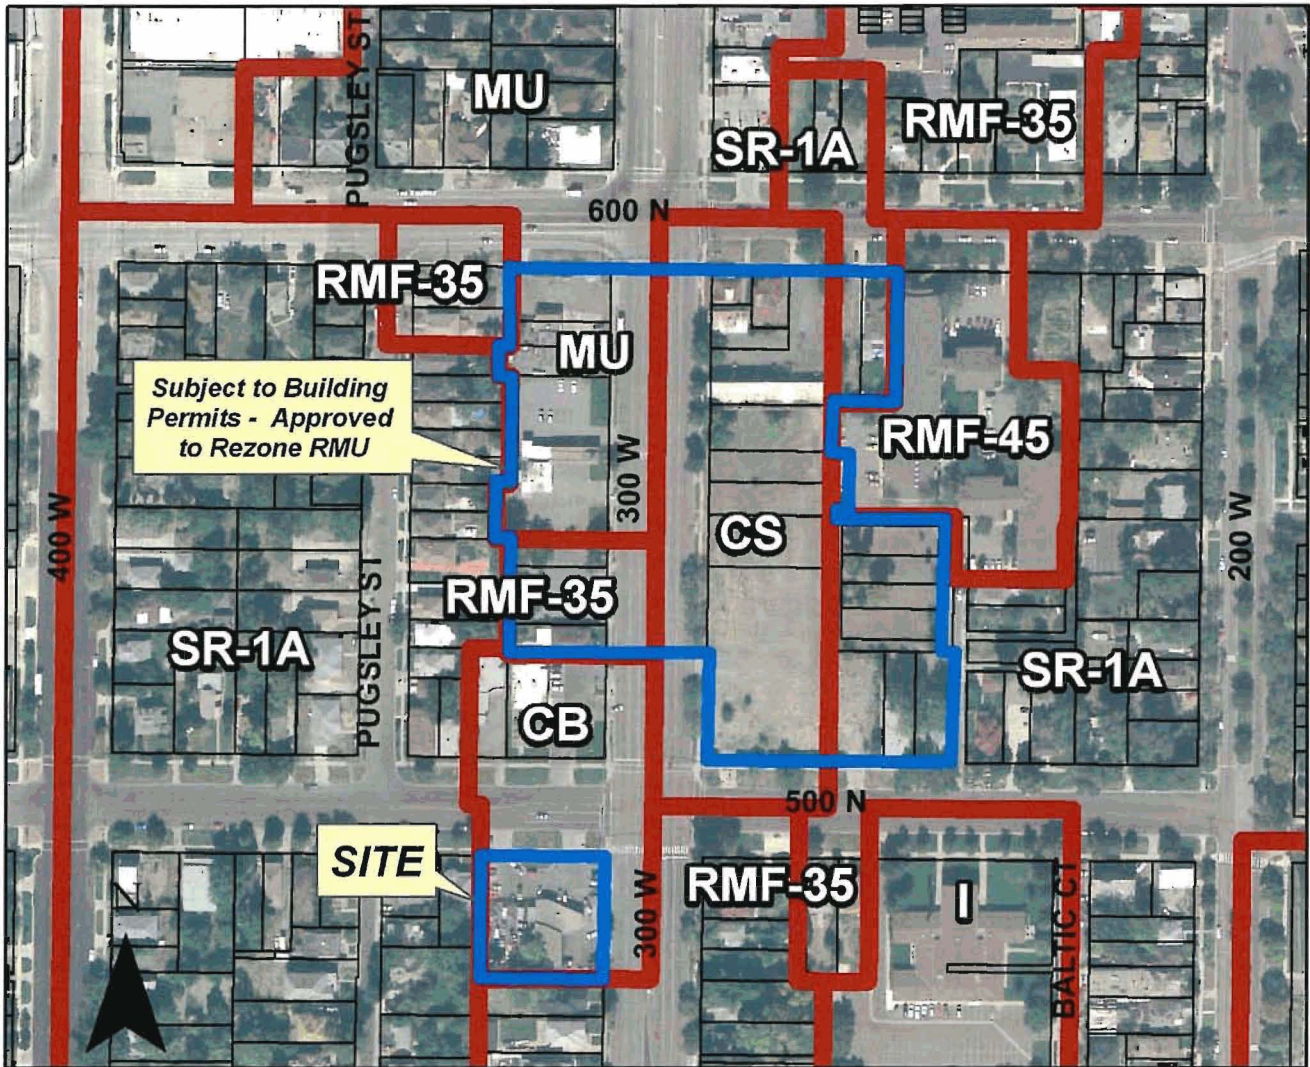 PUGSLEY ST
MU
SR-1A
RMF-35
600 N
RMF-35
MU
Subject to Building
Permits - Approved
to Rezone RMU
RMF-45
400 W
300 W
CS
200 W
PUGSLEY ST
RMF-35
SR-1A
SR-1A
CB
500 N
SITE
300 W
RMF-35
I
BALTIC CT